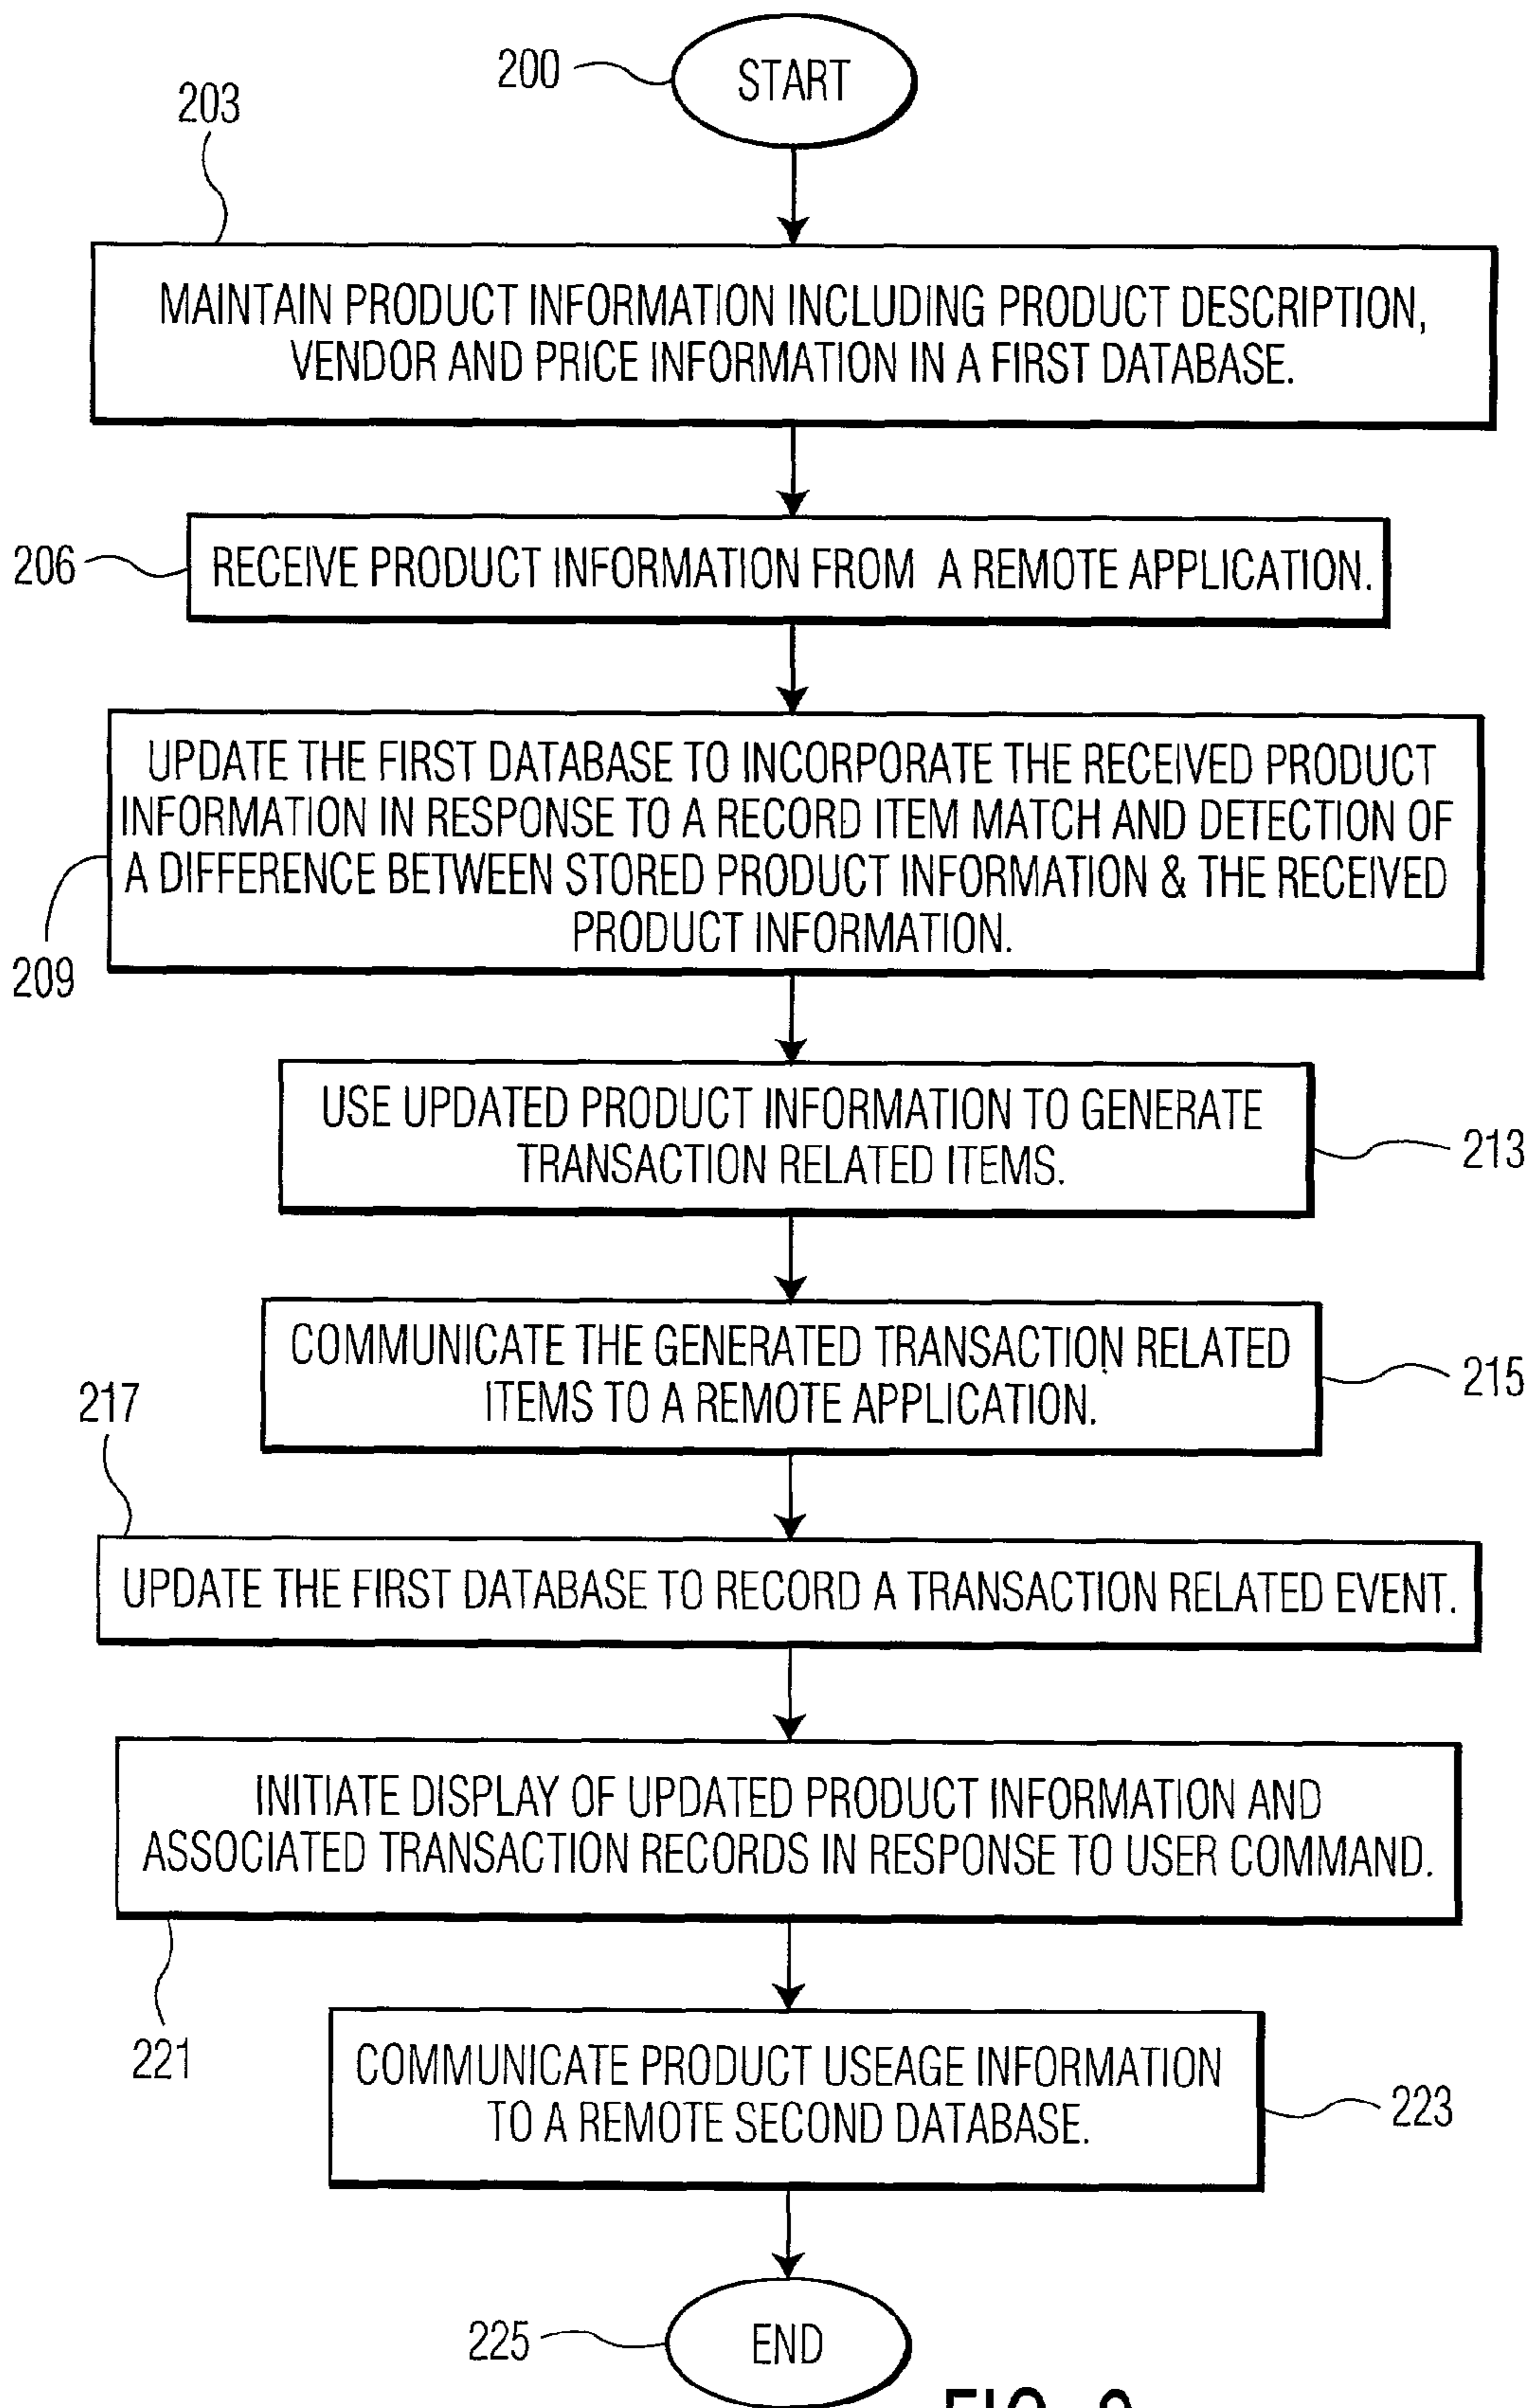 200
START
203
MAINTAIN PRODUCT INFORMATION INCLUDING PRODUCT DESCRIPTION,
VENDOR AND PRICE INFORMATION IN A FIRST DATABASE.
206
RECEIVE PRODUCT INFORMATION FROM A REMOTE APPLICATION.
UPDATE THE FIRST DATABASE TO INCORPORATE THE RECEIVED PRODUCT
INFORMATION IN RESPONSE TO A RECORD ITEM MATCH AND DETECTION OF
A DIFFERENCE BETWEEN STORED PRODUCT INFORMATION & THE RECEIVED
PRODUCT INFORMATION.
209
USE UPDATED PRODUCT INFORMATION TO GENERATE
TRANSACTION RELATED ITEMS.
213
COMMUNICATE THE GENERATED TRANSACTION RELATED
ITEMS TO A REMOTE APPLICATION.
215
217
UPDATE THE FIRST DATABASE TO RECORD A TRANSACTION RELATED EVENT.
INITIATE DISPLAY OF UPDATED PRODUCT INFORMATION AND
ASSOCIATED TRANSACTION RECORDS IN RESPONSE TO USER COMMAND.
221
COMMUNICATE PRODUCT USEAGE INFORMATION
TO A REMOTE SECOND DATABASE.
223
225
END
FIG.